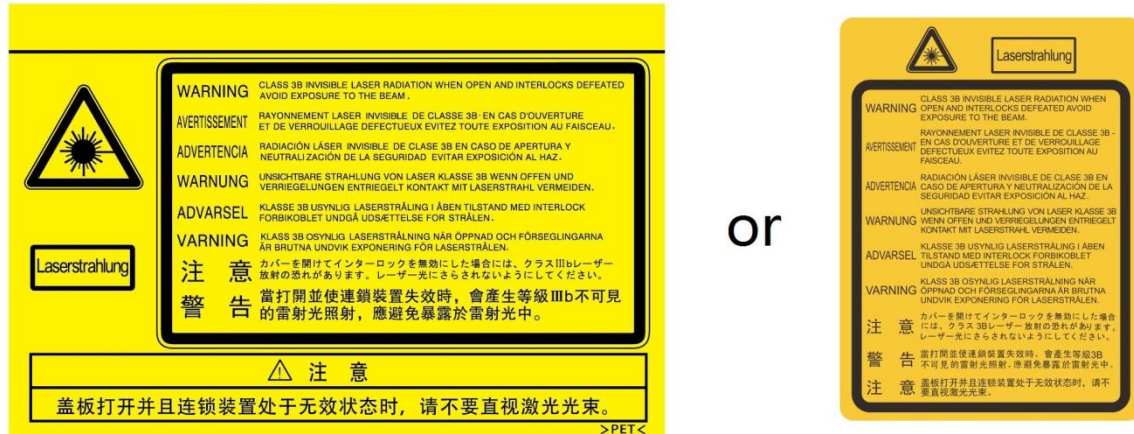 WARNING CLASS 3B INVISIBLE LASER RADIATION WHEN OPEN AND INTERLOCKS DEFEATED
AVOID EXPOSURE TO THE BEAM.
AVERTISSEMENT RAYONNEMENT LASER INVISIBLE DE CLASSE 3B-EN CAS D'OUVERTURE
ET DE VERROUILLAGE DEFECTUEUX EVITEZ TOUTE EXPOSITION AU FAISCEAU.
ADVERTENCIA RADIACIÓN LÁSER INVISIBLE DE CLASE 3B EN CASO DE APERTURA Y
NEUTRALIZACIÓN DE LA SEGURIDAD EVITAR EXPOSICIÓN AL HAZ.
WARNUNG UNSICHTBARE STRAHLUNG VON LASER KLASSE 3B WENN OFFEN UND
VERRIEGELUNGEN ENTRIEGELT KONTAKT MIT LASERSTRAHL VERMEIDEN.
ADVARSEL KLASSE 3B USYNLIG LASERSTRÅLING I ÅBEN TILSTAND MED INTERLOCK
FORBIKOBLET UNDGÅ UDSÆTTELSE FOR STRÅLEN.
VARNING KLASS 3B OSYNLIG LASERSTRÅLNING NÄR ÖPPNAD OCH FÖRSEGLINGARNA
ÄR BRUTNA UNDVIK EXPONERING FÖR LASERSTRÅLEN.
注 意 カバーを開けてインターロックを無効にした場合には、クラスⅢbレーザー
放射の恐れがあります。レーザー光にさらされないようにしてください。
警 告 當打開並使連鎖裝置失效時，會產生等級Ⅲb不可見
的雷射光照射，應避免暴露於雷射光中。
Laserstrahlung
注 意
盖板打开并且连锁装置处于无效状态时，请不要直视激光光束。
>PET<
or
Laserstrahlung
WARNING CLASS 3B INVISIBLE LASER RADIATION WHEN
OPEN AND INTERLOCKS DEFEATED AVOID
EXPOSURE TO THE BEAM.
AVERTISSEMENT RAYONNEMENT LASER INVISIBLE DE CLASSE 3B -
EN CAS D'OUVERTURE ET DE VERROUILLAGE
DEFECTUEUX EVITEZ TOUTE EXPOSITION AU
FAISCEAU.
ADVERTENCIA RADIACIÓN LÁSER INVISIBLE DE CLASE 3B EN
CASO DE APERTURA Y NEUTRALIZACIÓN DE LA
SEGURIDAD EVITAR EXPOSICIÓN AL HAZ.
WARNUNG UNSICHTBARE STRAHLUNG VON LASER KLASSE 3B
WENN OFFEN UND VERRIEGELUNGEN ENTRIEGELT
KONTAKT MIT LASERSTRAHL VERMEIDEN.
ADVARSEL KLASSE 3B USYNLIG LASERSTRÅLING I ÅBEN
TILSTAND MED INTERLOCK FORBIKOBLET
UNDGÅ UDSÆTTELSE FOR STRÅLEN.
VARNING KLASS 3B OSYNLIG LASERSTRÅLNING NÄR
ÖPPNAD OCH FÖRSEGLINGARNA ÄR BRUTNA
UNDVIK EXPONERING FÖR LASERSTRÅLEN.
注 意 カバーを開けてインターロックを無効にした場合
には、クラス 3Bレーザー放射の恐れがあります。
レーザー光にさらされないようにしてください。
警 告 當打開並使連鎖裝置失效時，會產生等級3B
不可見的雷射光照射，應避免暴露於雷射光中。
注 意 盖板打开并且连锁装置处于无效状态时，请不
要直视激光光束。